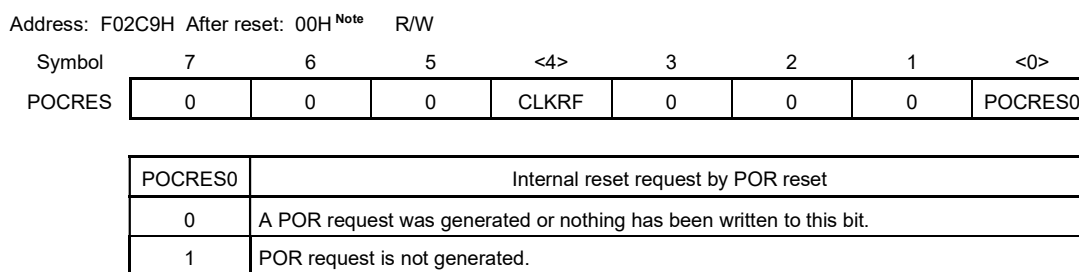 Address: F02C9H After reset: 00H Note R/W
Symbol 7 6 5 <4> 3 2 1 <0>
POCRES 0 0 0 CLKRF 0 0 0 POCRES0
POCRES0 Internal reset request by POR reset
0 A POR request was generated or nothing has been written to this bit.
1 POR request is not generated.